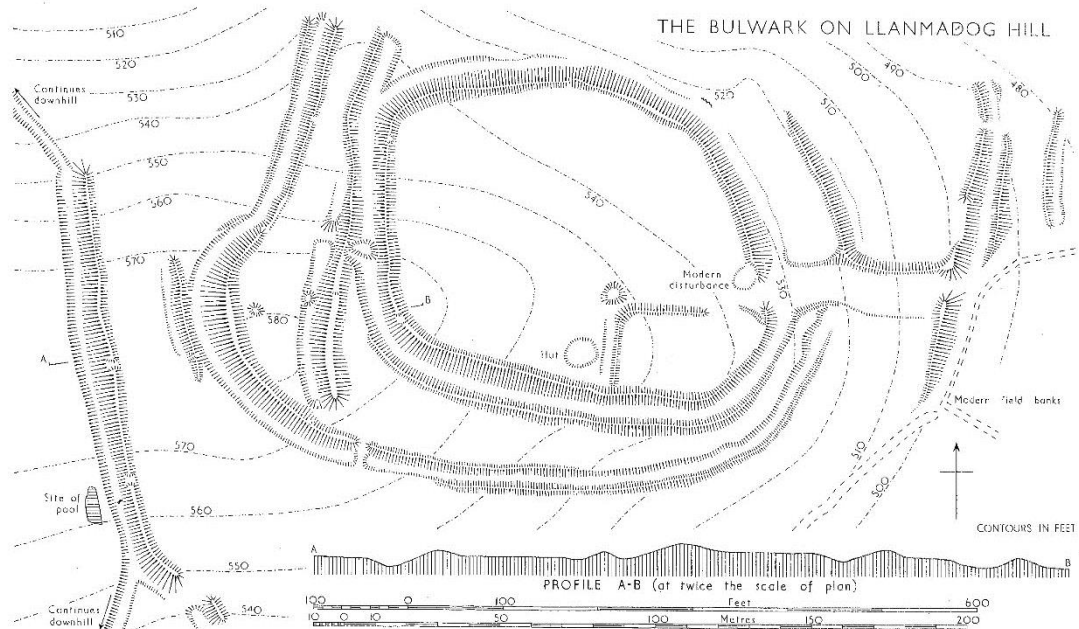 THE BULWARK ON LLANMADOG HILL
510
520
530
540
550
560
570
490
500
480
520
510
Continues
downhill
540
Modern
disturbance
530
B
580
Hut
A
Modern field banks
570
510
500
Site of
pool
560
CONTOURS IN FEET
550
A
B
PROFILE A-B (at twice the scale of plan)
540
Continues
downhill
Feet
100 0 100 600
10 0 10 50 100 150 200
Metres